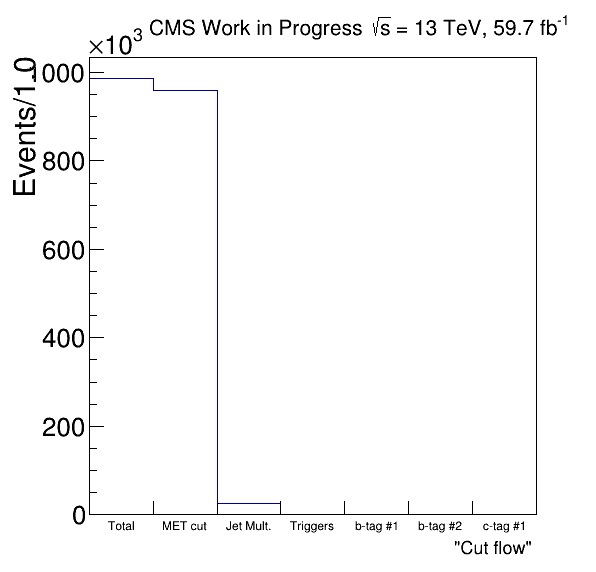 ×10³ CMS Work in Progress √s = 13 TeV, 59.7 fb⁻¹
Events/1.0
1000
800
600
400
200
0
Total MET cut Jet Mult. Triggers b-tag #1 b-tag #2 c-tag #1
"Cut flow"